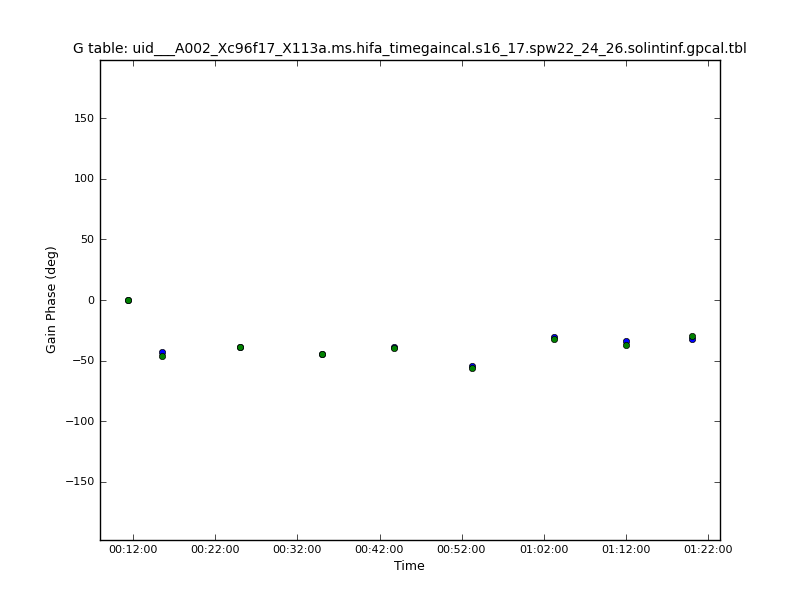 G table: uid___A002_Xc96f17_X113a.ms.hifa_timegaincal.s16_17.spw22_24_26.solintinf.gpcal.tbl
150
100
50
0
−50
−100
−150
Gain Phase (deg)
00:12:00 00:22:00 00:32:00 00:42:00 00:52:00 01:02:00 01:12:00 01:22:00
Time